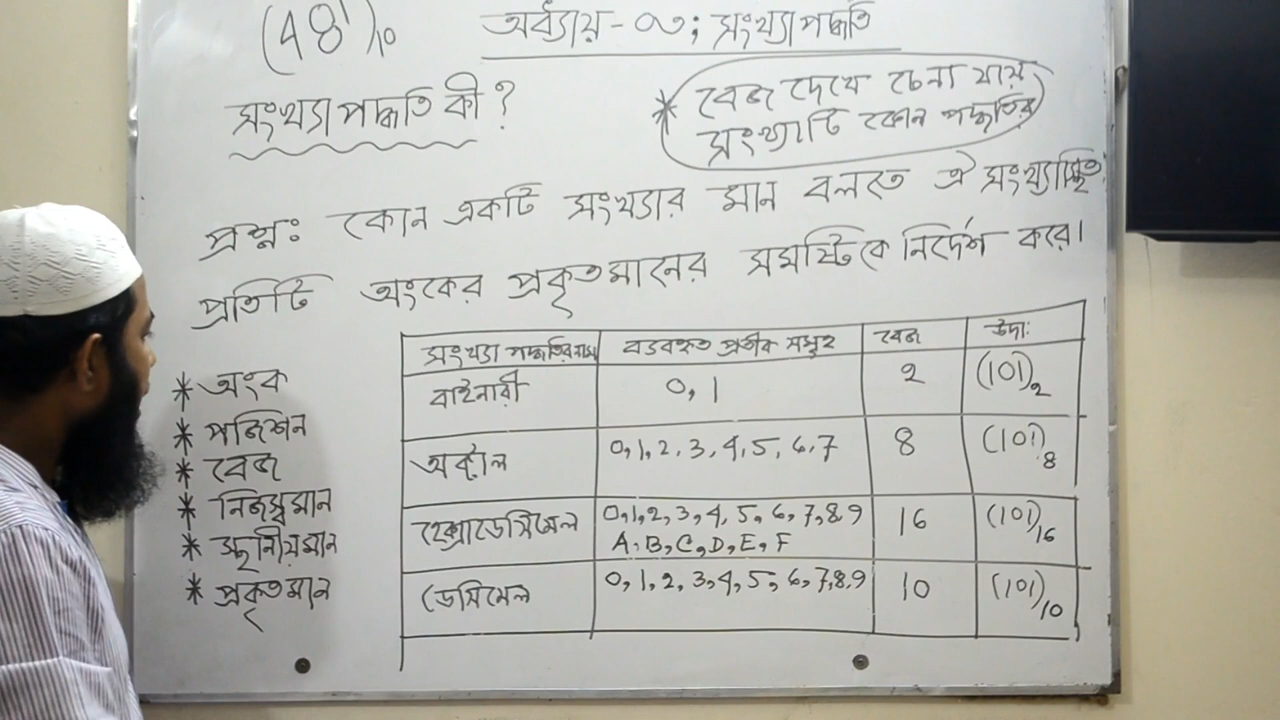 (48')₁₀
অধ্যায়-০৩; সংখ্যা পদ্ধতি
সংখ্যা পদ্ধতি কী ?
* বেজ দেখে চেনা যায়
সংখ্যাটি কোন পদ্ধতির
প্রশ্ন: কোন একটি সংখ্যার মান বলতে ঐ সংখ্যাস্থিত
প্রতিটি অংকের প্রকৃতমানের সমষ্টিকে নির্দেশ করে।
* অংক
* পজিশন
* বেজ
* নিজস্বমান
* স্থানীয়মান
* প্রকৃতমান
সংখ্যা পদ্ধতির নাম ব্যবহৃত প্রতীক সমূহ বেজ উদা:
বাইনারী 0, 1 2 (101)₂
অক্টাল 0, 1, 2, 3, 4, 5, 6, 7 8 (101)₈
হেক্সাডেসিমেল 0, 1, 2, 3, 4, 5, 6, 7, 8, 9 16 (101)₁₆
A, B, C, D, E, F
ডেসিমেল 0, 1, 2, 3, 4, 5, 6, 7, 8, 9 10 (101)₁₀